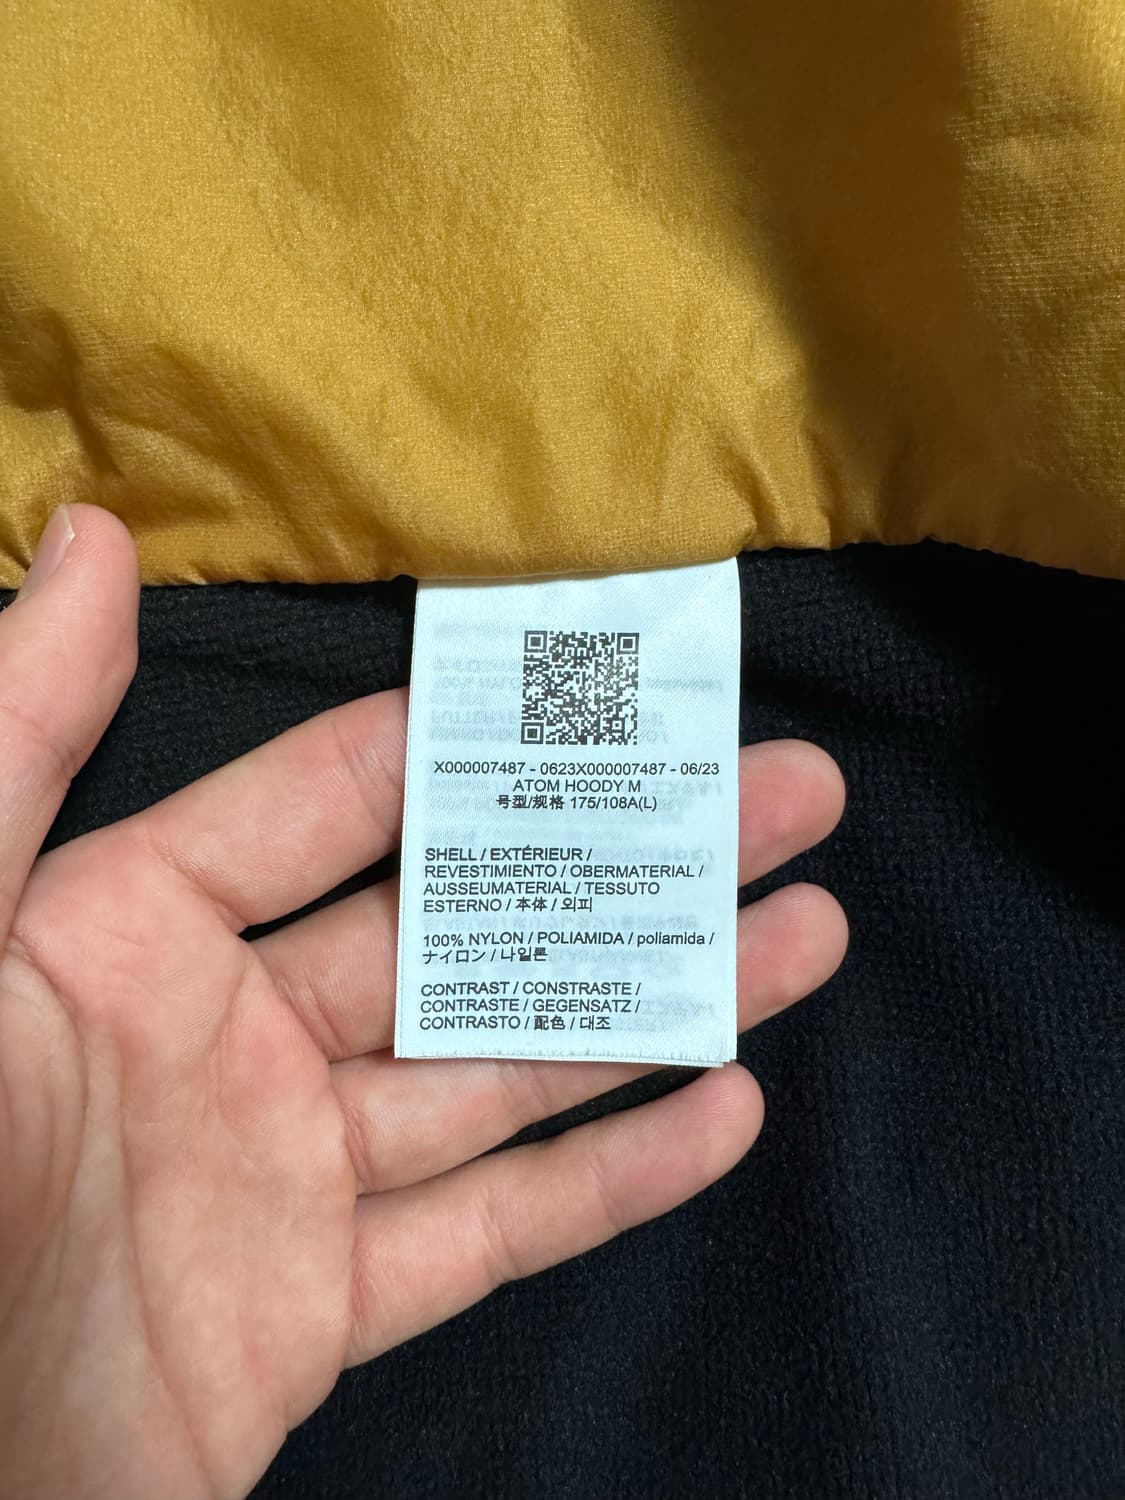 X000007487 - 0623X000007487 - 06/23
ATOM HOODY M
号型/规格 175/108A(L)
SHELL / EXTÉRIEUR /
REVESTIMIENTO / OBERMATERIAL /
AUSSEUMATERIAL / TESSUTO
ESTERNO / 本体 / 외피
100% NYLON / POLIAMIDA / poliamida /
ナイロン / 나일론
CONTRAST / CONSTRASTE /
CONTRASTE / GEGENSATZ /
CONTRASTO / 配色 / 대조